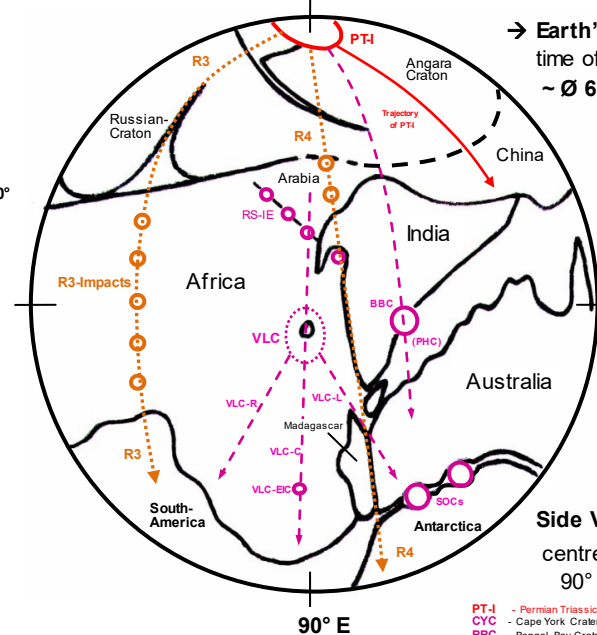 PT-I
→ Earth'
time of
~ Ø 6
R3
Angara
Craton
Russian-
Craton
Trajectory
of PT-I
R4
China
Arabia
0°
RS-IE
India
Africa
R3-Impacts
BBC
(PHC)
VLC
Australia
VLC-R
VLC-L
Madagascar
VLC-C
R3
VLC-EIC
SOCs
South-
America
Antarctica
Side V
centre
R4
90°
90° E
PT-I - Permian Triassic
CYC - Cape York Crater